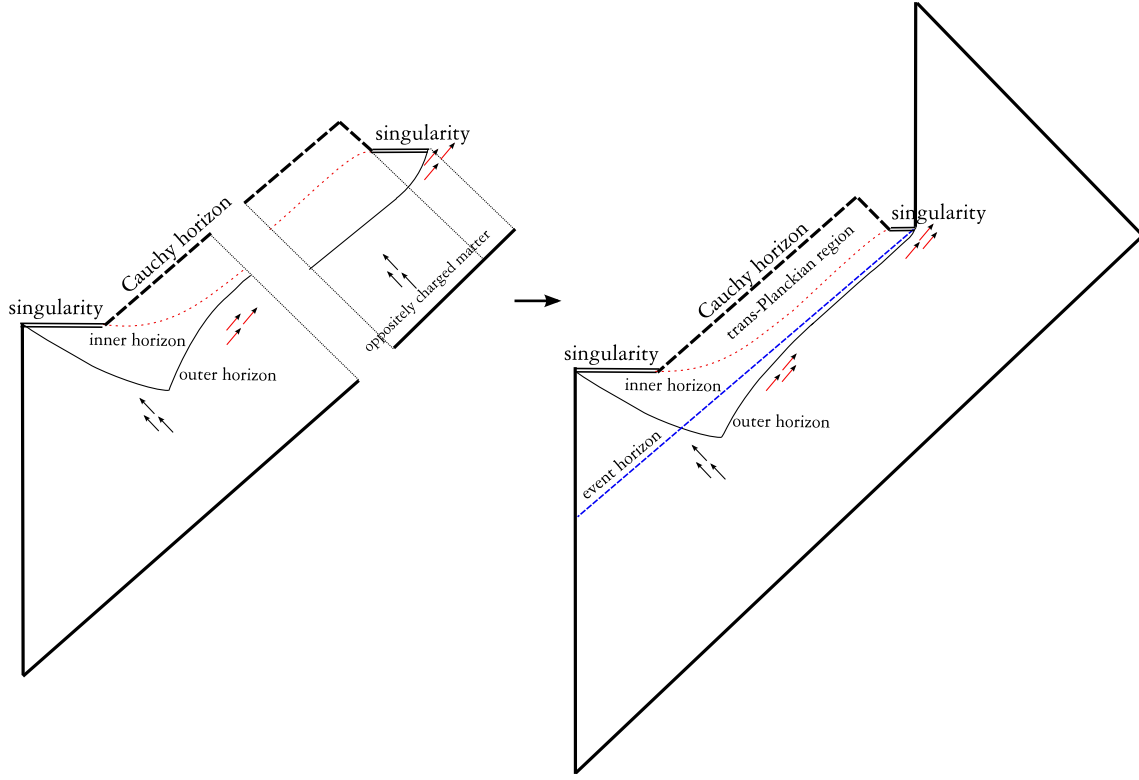 singularity
Cauchy horizon
singularity
inner horizon
outer horizon
oppositely charged matter
singularity
Cauchy horizon
trans-Planckian region
singularity
inner horizon
outer horizon
event horizon